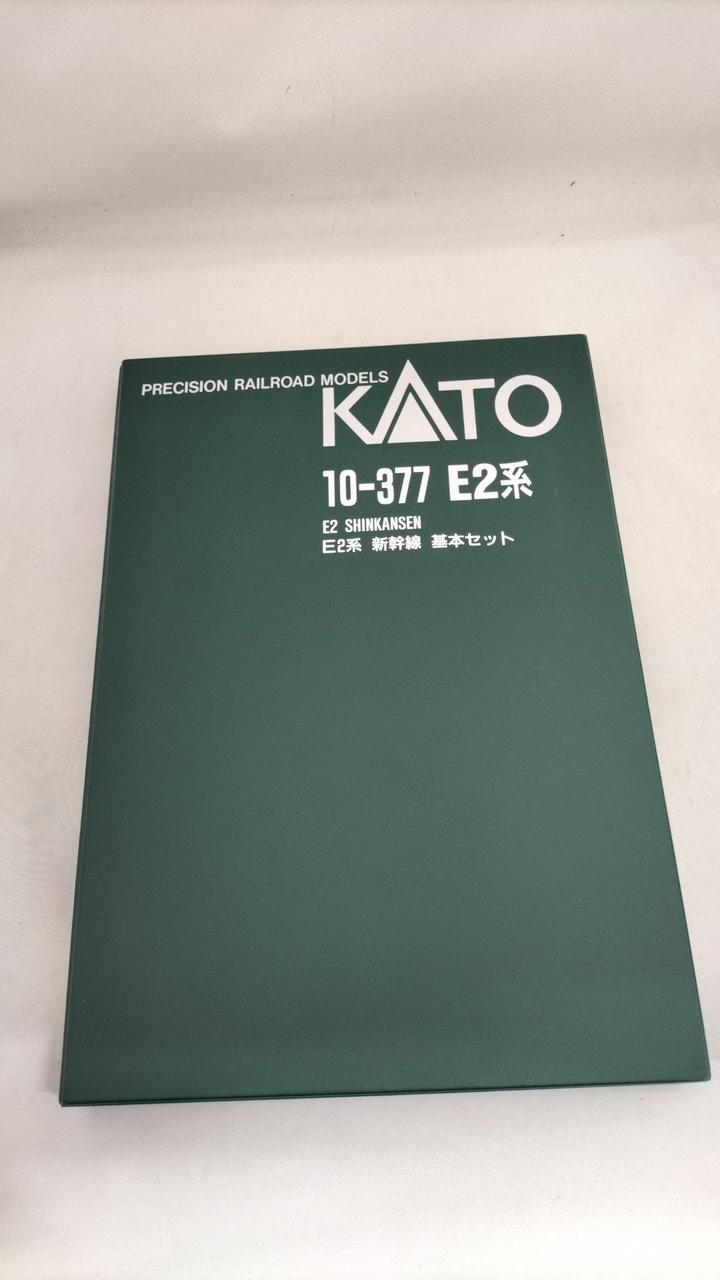 PRECISION RAILROAD MODELS
KATO
10-377 E2系
E2 SHINKANSEN
E2系 新幹線 基本セット